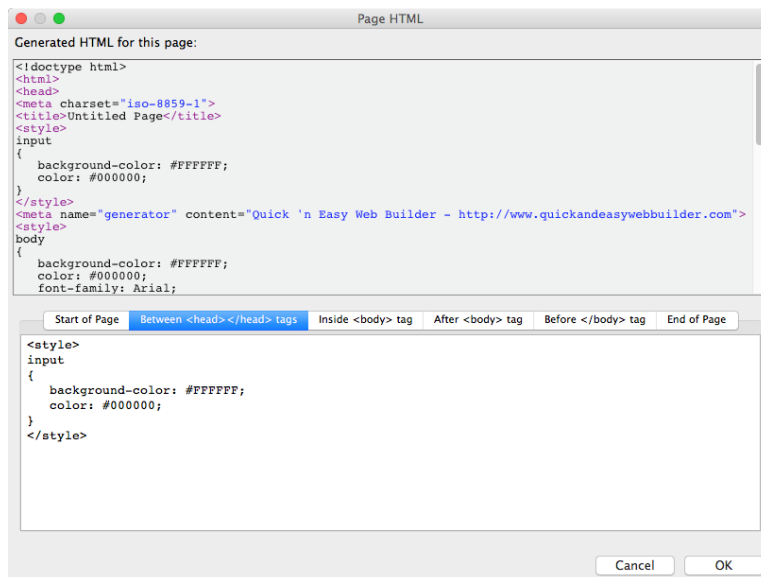 Page HTML
Generated HTML for this page:
<!doctype html>
<html>
<head>
<meta charset="iso-8859-1">
<title>Untitled Page</title>
<style>
input
{
   background-color: #FFFFFF;
   color: #000000;
}
</style>
<meta name="generator" content="Quick 'n Easy Web Builder - http://www.quickandeasywebbuilder.com">
<style>
body
{
   background-color: #FFFFFF;
   color: #000000;
   font-family: Arial;
Start of Page Between <head></head> tags Inside <body> tag After <body> tag Before </body> tag End of Page
<style>
input
{
   background-color: #FFFFFF;
   color: #000000;
}
</style>
Cancel OK